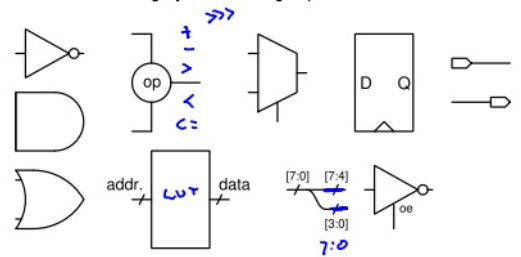 >>>
+
-
>
op
<
D Q
C=
addr. LUT data
[7:0] [7:4]
oe
[3:0]
7:0